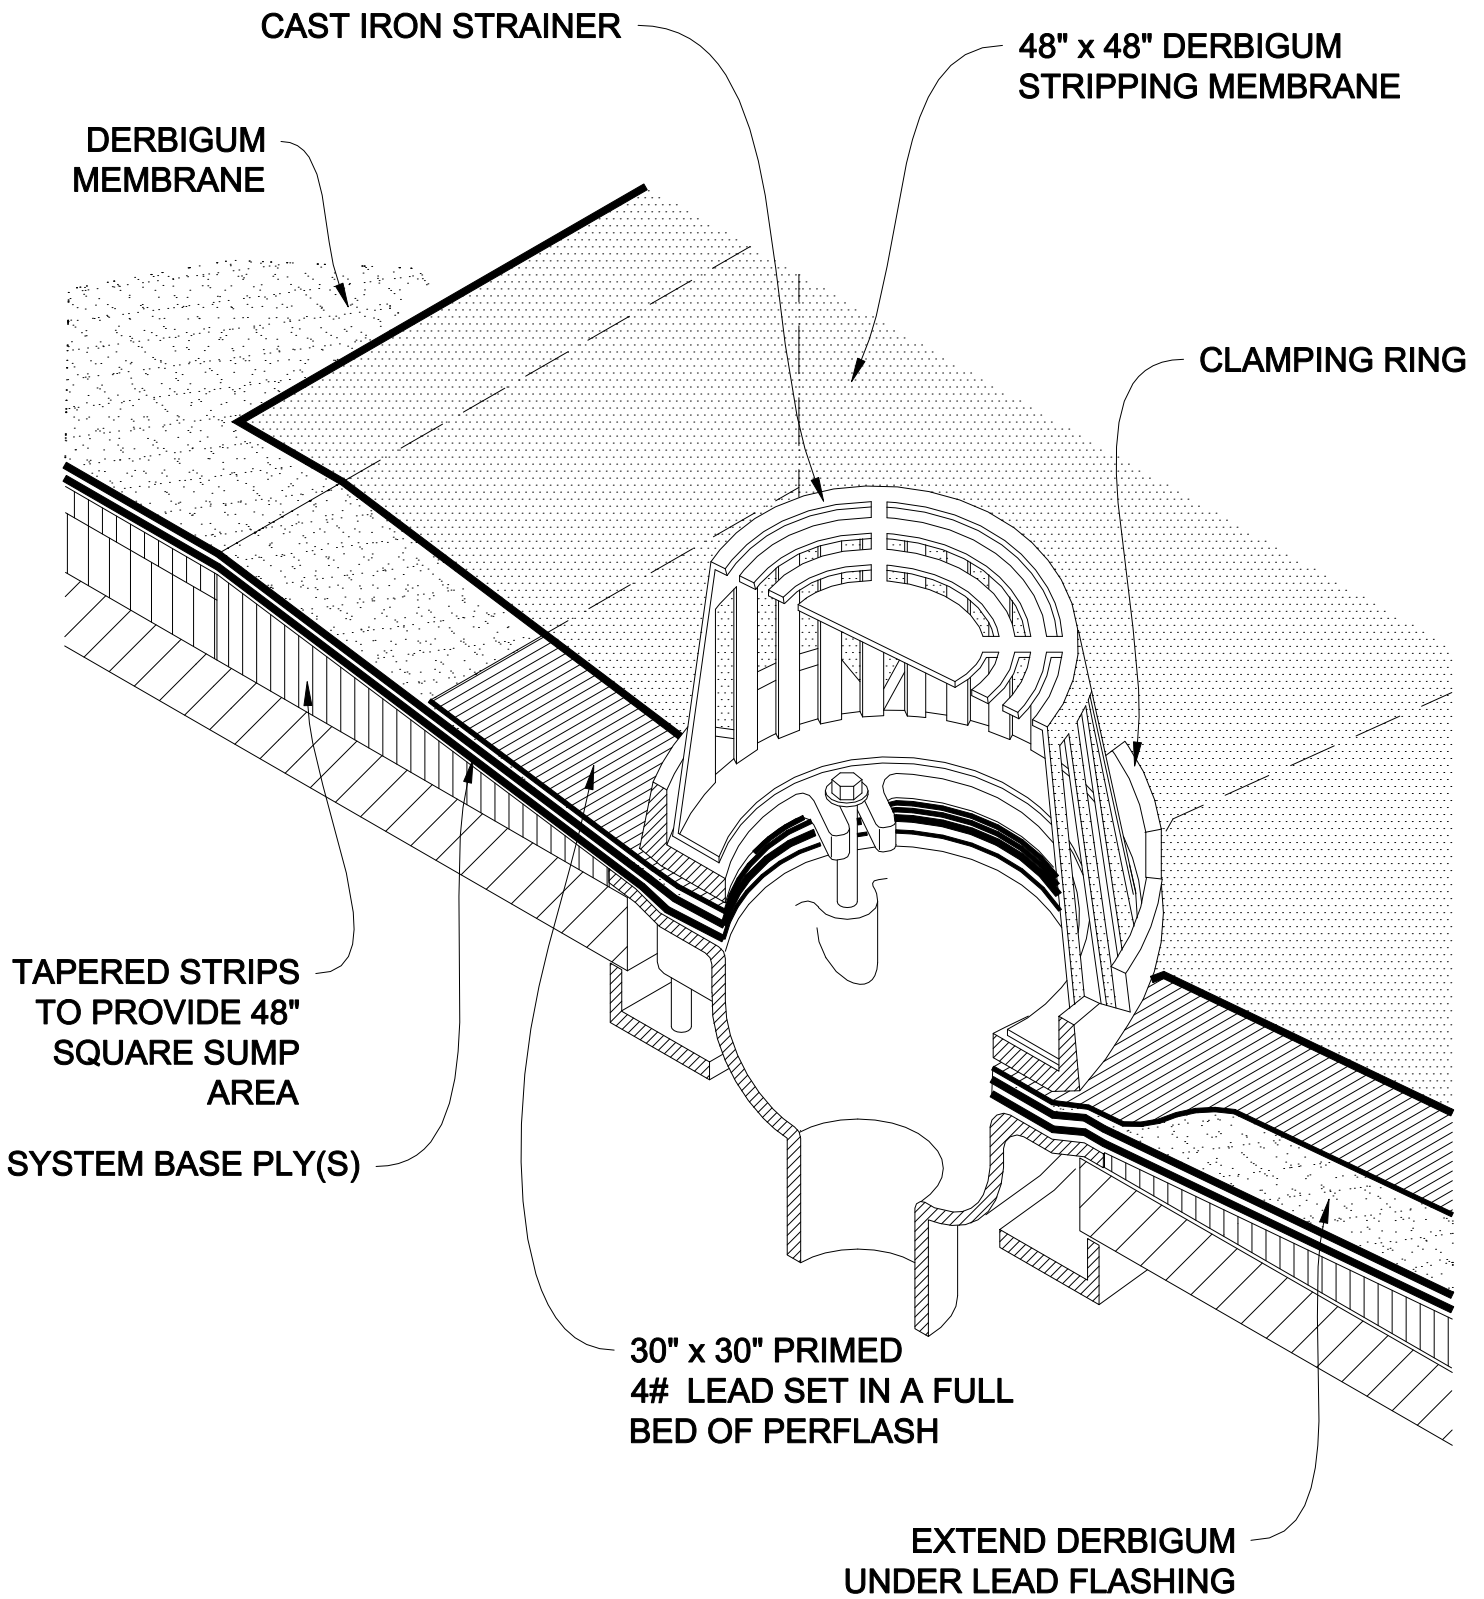 CAST IRON STRAINER
48" x 48" DERBIGUM
STRIPPING MEMBRANE
DERBIGUM
MEMBRANE
CLAMPING RING
TAPERED STRIPS
TO PROVIDE 48"
SQUARE SUMP
AREA
SYSTEM BASE PLY(S)
30" x 30" PRIMED
4# LEAD SET IN A FULL
BED OF PERFLASH
EXTEND DERBIGUM
UNDER LEAD FLASHING